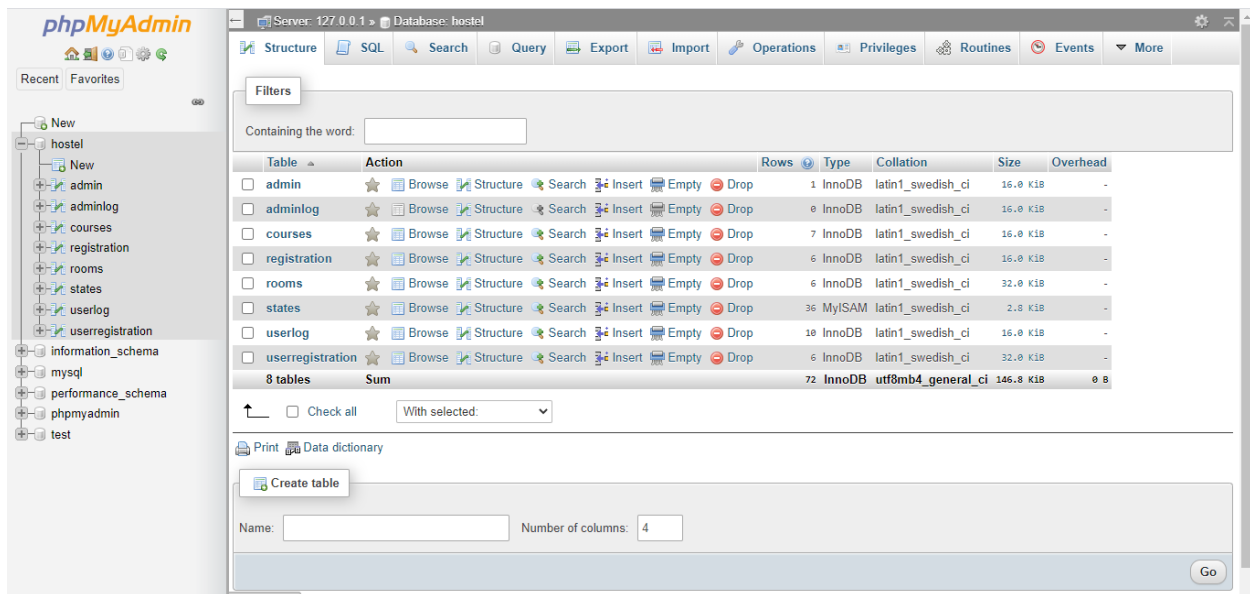 phpMyAdmin
Recent Favorites
New
hostel
New
admin
adminlog
courses
registration
rooms
states
userlog
userregistration
information_schema
mysql
performance_schema
phpmyadmin
test
Server: 127.0.0.1 » Database: hostel
Structure SQL Search Query Export Import Operations Privileges Routines Events More
Filters
Containing the word:
Table Action Rows Type Collation Size Overhead
admin Browse Structure Search Insert Empty Drop 1 InnoDB latin1_swedish_ci 16.0 KiB -
adminlog Browse Structure Search Insert Empty Drop 0 InnoDB latin1_swedish_ci 16.0 KiB -
courses Browse Structure Search Insert Empty Drop 7 InnoDB latin1_swedish_ci 16.0 KiB -
registration Browse Structure Search Insert Empty Drop 6 InnoDB latin1_swedish_ci 16.0 KiB -
rooms Browse Structure Search Insert Empty Drop 6 InnoDB latin1_swedish_ci 32.0 KiB -
states Browse Structure Search Insert Empty Drop 36 MyISAM latin1_swedish_ci 2.8 KiB -
userlog Browse Structure Search Insert Empty Drop 10 InnoDB latin1_swedish_ci 16.0 KiB -
userregistration Browse Structure Search Insert Empty Drop 6 InnoDB latin1_swedish_ci 32.0 KiB -
8 tables Sum 72 InnoDB utf8mb4_general_ci 146.8 KiB 0 B
Check all With selected:
Print Data dictionary
Create table
Name: Number of columns: 4
Go